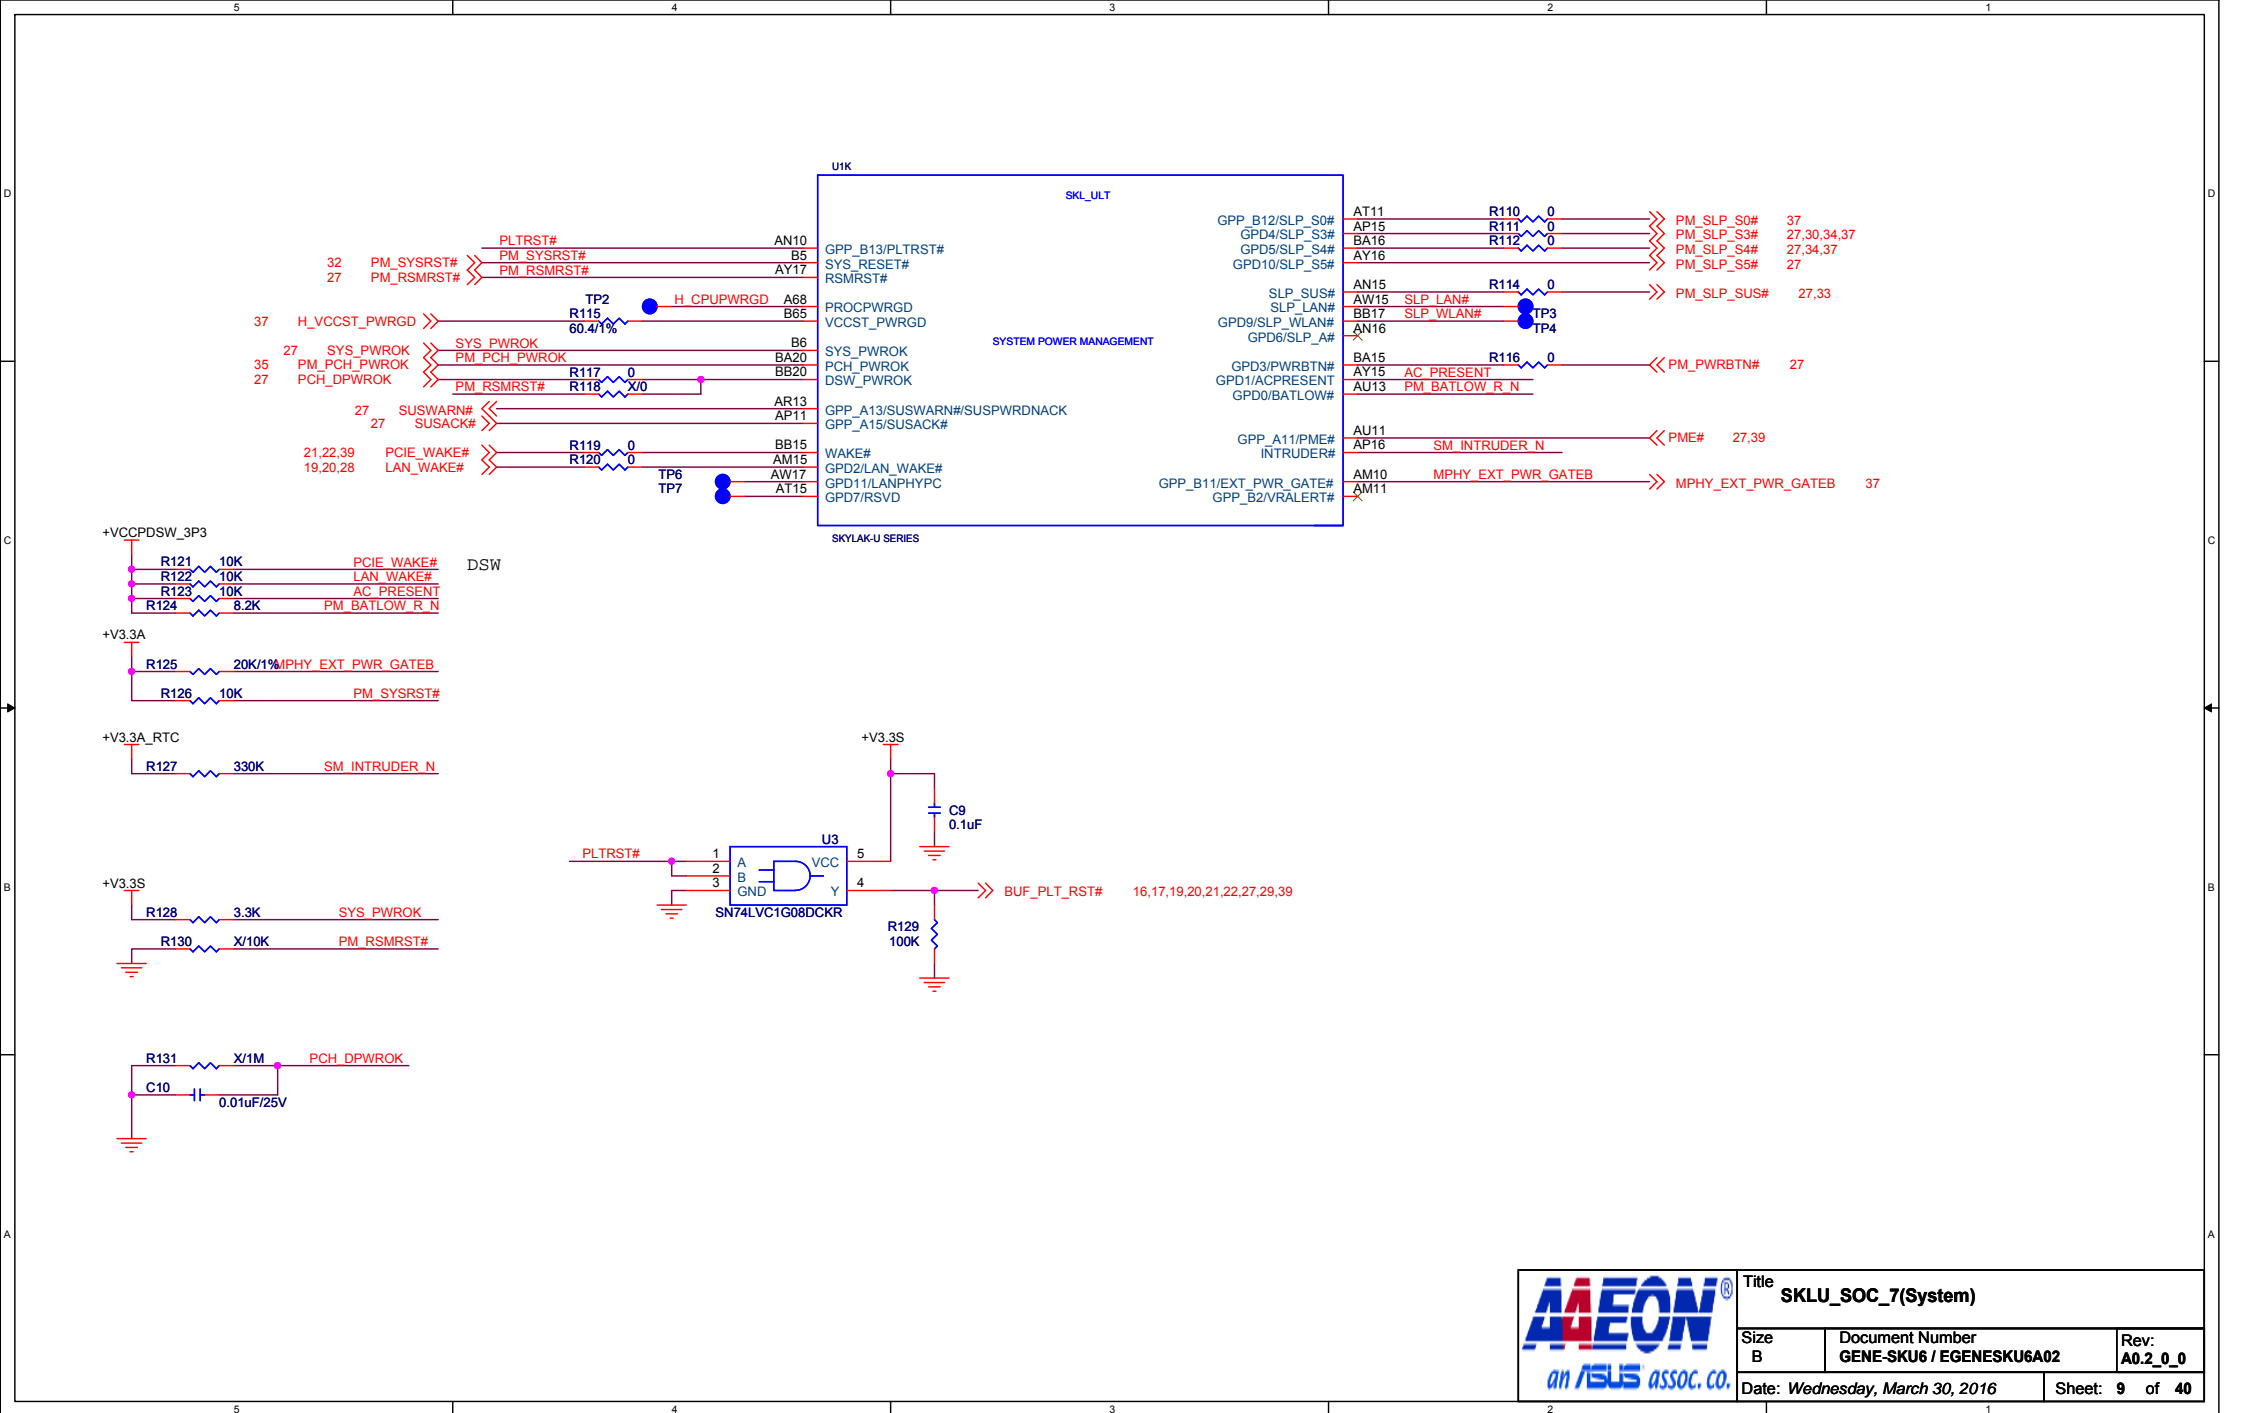 5 4 3 2 1
D D
C C
B B
A A
U1K
SKL_ULT
SYSTEM POWER MANAGEMENT
SKYLAK-U SERIES
PLTRST# AN10 GPP_B13/PLTRST#
32 PM_SYSRST# PM_SYSRST# B5 SYS_RESET#
27 PM_RSMRST# PM_RSMRST# AY17 RSMRST#
TP2 H_CPUPWRGD A68 PROCPWRGD
37 H_VCCST_PWRGD R115 60.4/1% B65 VCCST_PWRGD
27 SYS_PWROK SYS_PWROK B6 SYS_PWROK
35 PM_PCH_PWROK PM_PCH_PWROK BA20 PCH_PWROK
27 PCH_DPWROK R117 0 BB20 DSW_PWROK
PM_RSMRST# R118 X/0
27 SUSWARN# AR13 GPP_A13/SUSWARN#/SUSPWRDNACK
27 SUSACK# AP11 GPP_A15/SUSACK#
21,22,39 PCIE_WAKE# R119 0 BB15 WAKE#
19,20,28 LAN_WAKE# R120 0 AM15 GPD2/LAN_WAKE#
TP6 AW17 GPD11/LANPHYPC
TP7 AT15 GPD7/RSVD
GPP_B12/SLP_S0# AT11 R110 0 PM_SLP_S0# 37
GPD4/SLP_S3# AP15 R111 0 PM_SLP_S3# 27,30,34,37
GPD5/SLP_S4# BA16 R112 0 PM_SLP_S4# 27,34,37
GPD10/SLP_S5# AY16 PM_SLP_S5# 27
SLP_SUS# AN15 R114 0 PM_SLP_SUS# 27,33
SLP_LAN# AW15 SLP_LAN# TP3
GPD9/SLP_WLAN# BB17 SLP_WLAN# TP4
GPD6/SLP_A# AN16
GPD3/PWRBTN# BA15 R116 0 PM_PWRBTN# 27
GPD1/ACPRESENT AY15 AC_PRESENT
GPD0/BATLOW# AU13 PM_BATLOW_R_N
GPP_A11/PME# AU11 PME# 27,39
INTRUDER# AP16 SM_INTRUDER_N
GPP_B11/EXT_PWR_GATE# AM10 MPHY_EXT_PWR_GATEB MPHY_EXT_PWR_GATEB 37
GPP_B2/VRALERT# AM11
+VCCPDSW_3P3
R121 10K PCIE_WAKE# DSW
R122 10K LAN_WAKE#
R123 10K AC_PRESENT
R124 8.2K PM_BATLOW_R_N
+V3.3A
R125 20K/1% MPHY_EXT_PWR_GATEB
R126 10K PM_SYSRST#
+V3.3A_RTC
R127 330K SM_INTRUDER_N
+V3.3S
R128 3.3K SYS_PWROK
R130 X/10K PM_RSMRST#
R131 X/1M PCH_DPWROK
C10 0.01uF/25V
+V3.3S
C9
0.1uF
U3
PLTRST# 1 A VCC 5
2 B
3 GND Y 4 BUF_PLT_RST# 16,17,19,20,21,22,27,29,39
SN74LVC1G08DCKR
R129
100K
AAEON®
an ASUS assoc. co.
Title
SKLU_SOC_7(System)
Size
B
Document Number
GENE-SKU6 / EGENESKU6A02
Rev:
A0.2_0_0
Date: Wednesday, March 30, 2016
Sheet: 9 of 40
5 4 3 2 1